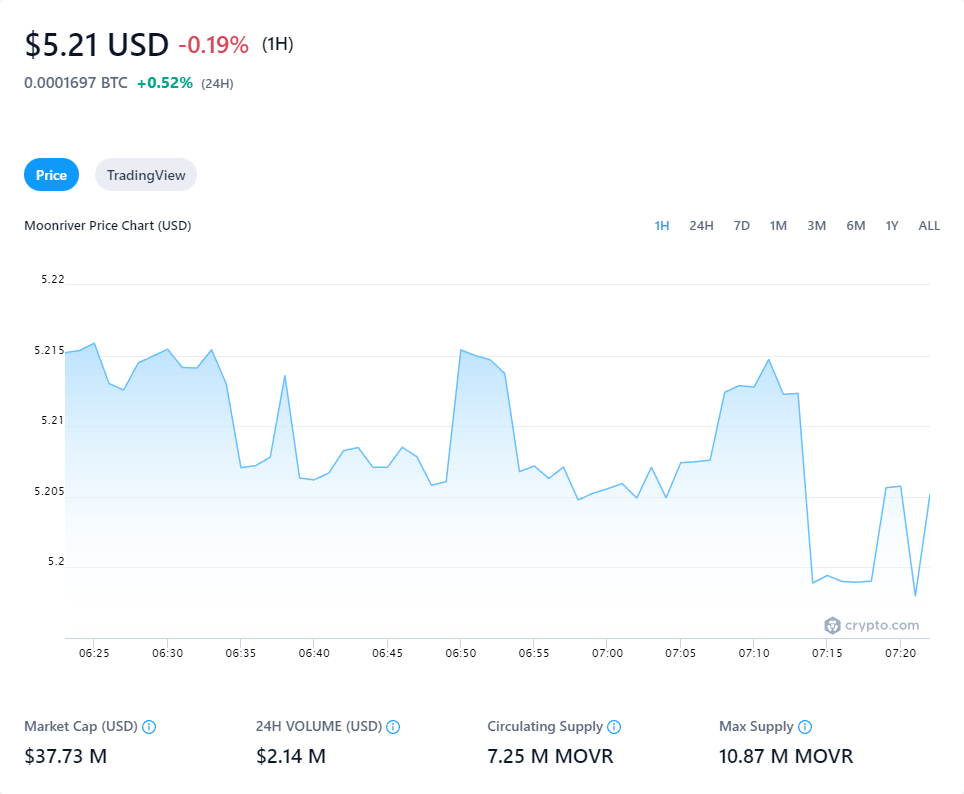 $5.21 USD -0.19% (1H)
0.0001697 BTC +0.52% (24H)
Price TradingView
Moonriver Price Chart (USD) 1H 24H 7D 1M 3M 6M 1Y ALL
5.22
5.215
5.21
5.205
5.2
crypto.com
06:25 06:30 06:35 06:40 06:45 06:50 06:55 07:00 07:05 07:10 07:15 07:20
Market Cap (USD) 24H VOLUME (USD) Circulating Supply Max Supply
$37.73 M $2.14 M 7.25 M MOVR 10.87 M MOVR